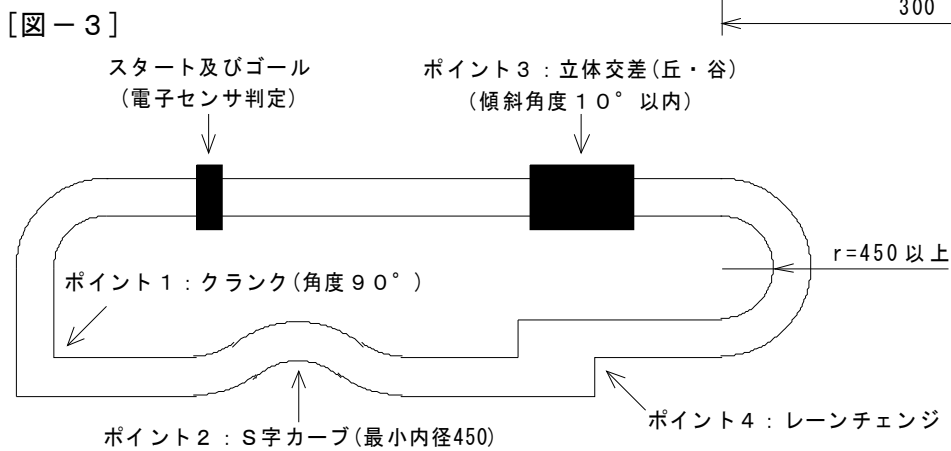 [図－3]
300
スタート及びゴール
(電子センサ判定)
ポイント3：立体交差(丘・谷)
(傾斜角度10°以内)
r=450以上
ポイント1：クランク(角度90°)
ポイント2：S字カーブ(最小内径450)
ポイント4：レーンチェンジ